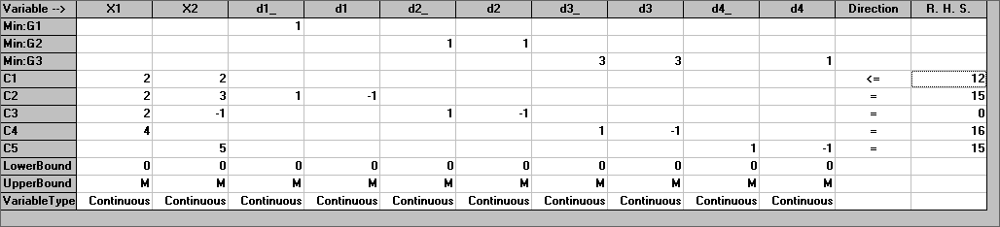 Variable --> X1 X2 d1_ d1 d2_ d2 d3_ d3 d4_ d4 Direction R. H. S.
Min:G1 1
Min:G2 1 1
Min:G3 3 3 1
C1 2 2 <= 12
C2 2 3 1 -1 = 15
C3 2 -1 1 -1 = 0
C4 4 1 -1 = 16
C5 5 1 -1 = 15
LowerBound 0 0 0 0 0 0 0 0 0 0
UpperBound M M M M M M M M M M
VariableType Continuous Continuous Continuous Continuous Continuous Continuous Continuous Continuous Continuous Continuous